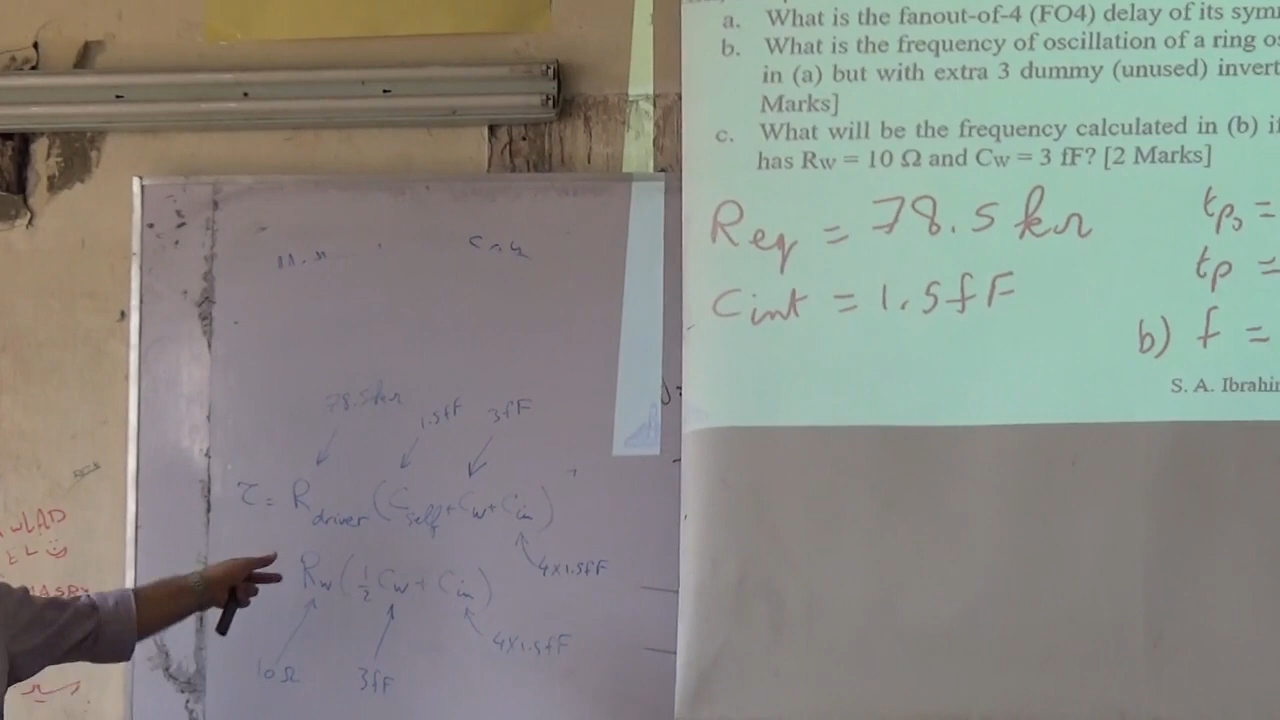 a. What is the fanout-of-4 (FO4) delay of its sym
b. What is the frequency of oscillation of a ring o
in (a) but with extra 3 dummy (unused) invert
Marks]
c. What will be the frequency calculated in (b) if
has Rw = 10 Ω and Cw = 3 fF? [2 Marks]
Req = 78.5 kΩ
tp0 =
Cint = 1.5fF
tp =
b) f =
S. A. Ibrahi
78.5kΩ
1.5fF
3fF
τ = Rdriver (Cself + Cw + Cin)
4x1.5fF
Rw (1/2 Cw + Cin)
4x1.5fF
10Ω
3fF
WLAD
EL